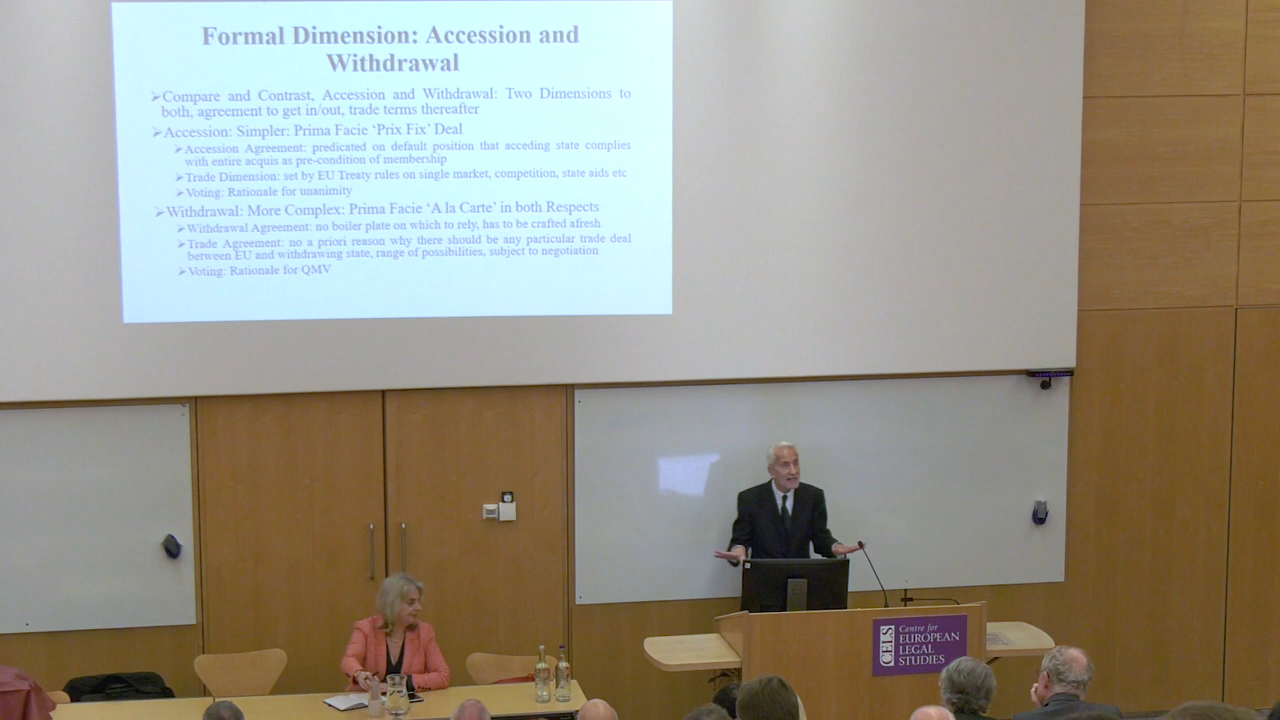 Formal Dimension: Accession and
Withdrawal
➢Compare and Contrast, Accession and Withdrawal: Two Dimensions to
both, agreement to get in/out, trade terms thereafter
➢Accession: Simpler: Prima Facie ‘Prix Fix’ Deal
➢Accession Agreement: predicated on default position that acceding state complies
with entire acquis as pre-condition of membership
➢Trade Dimension: set by EU Treaty rules on single market, competition, state aids etc
➢Voting: Rationale for unanimity
➢Withdrawal: More Complex: Prima Facie ‘A la Carte’ in both Respects
➢Withdrawal Agreement: no boiler plate on which to rely, has to be crafted afresh
➢Trade Agreement: no a priori reason why there should be any particular trade deal
between EU and withdrawing state, range of possibilities, subject to negotiation
➢Voting: Rationale for QMV
CELS
Centre for
EUROPEAN
LEGAL
STUDIES